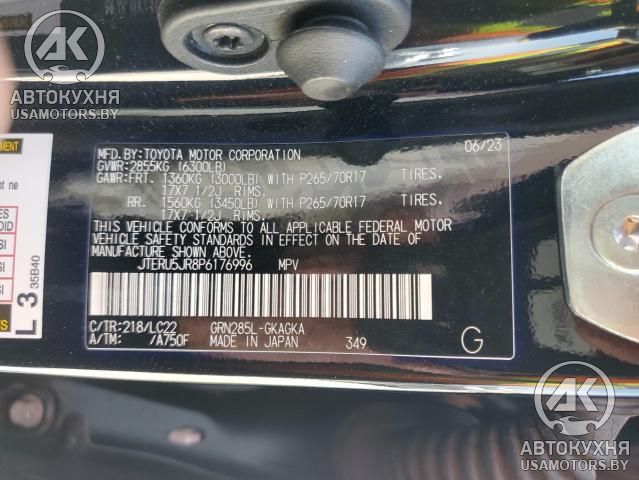 АК
АВТОКУХНЯ
USAMOTORS.BY
MFD.BY:TOYOTA MOTOR CORPORATION 06/23
GVWR:2855KG (6300LB)
GAWR:FRT. 1360KG (3000LB) WITH P265/70R17 TIRES,
17X7 1/2J RIMS.
RR. 1560KG (3450LB) WITH P265/70R17 TIRES,
17X7 1/2J RIMS.
THIS VEHICLE CONFORMS TO ALL APPLICABLE FEDERAL MOTOR
VEHICLE SAFETY STANDARDS IN EFFECT ON THE DATE OF
MANUFACTURE SHOWN ABOVE.
JTERU5JR8P6176996 MPV
C/TR:218/LC22 GRN285L-GKAGKA
A/TM: /A750F MADE IN JAPAN 349 G
L 3 35B40
АК
АВТОКУХНЯ
USAMOTORS.BY